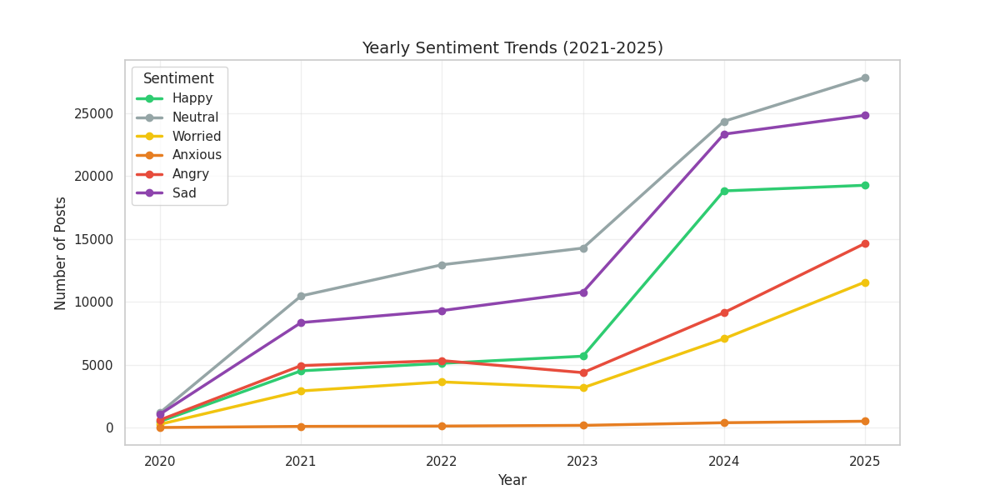 Yearly Sentiment Trends (2021-2025)
Sentiment
Happy
Neutral
Worried
Anxious
Angry
Sad
Number of Posts
25000
20000
15000
10000
5000
0
2020 2021 2022 2023 2024 2025
Year